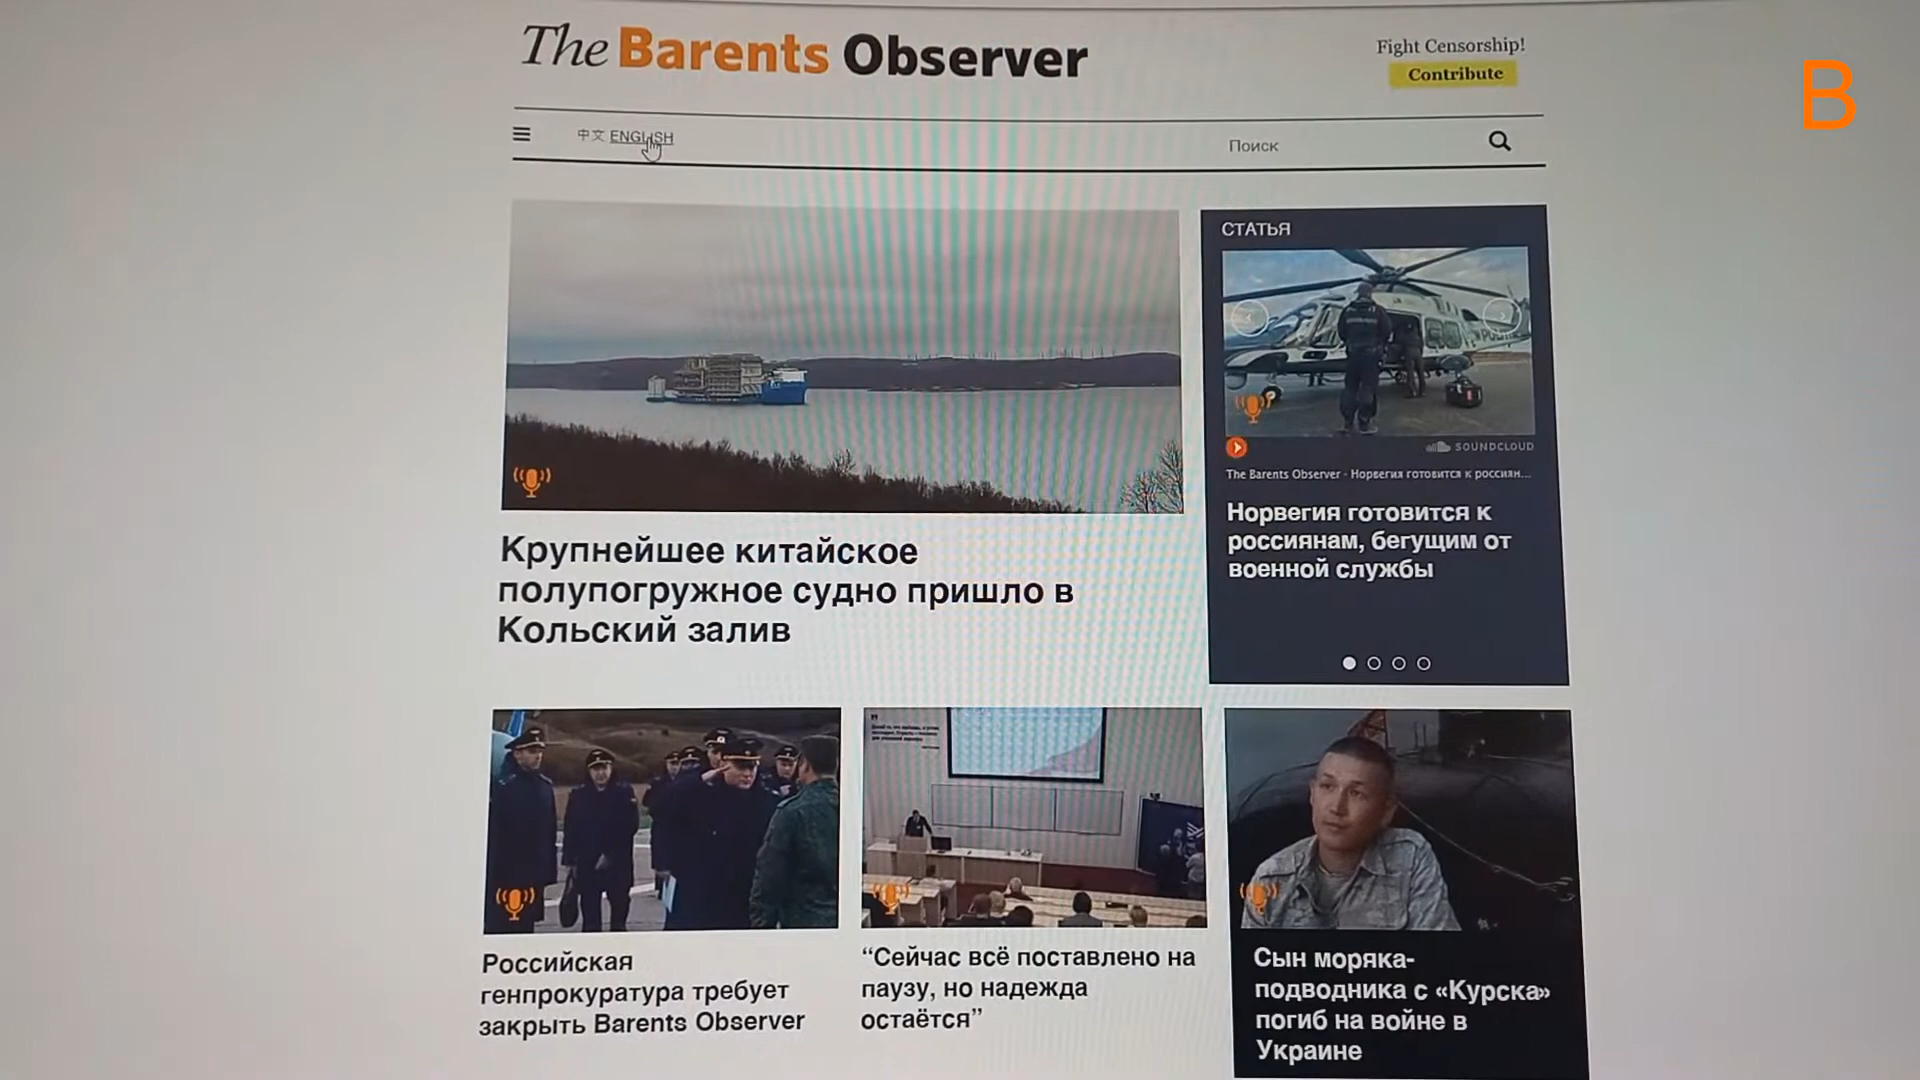 The Barents Observer
Fight Censorship!
Contribute
B
中文 ENGLISH
Поиск
СТАТЬЯ
SOUNDCLOUD
The Barents Observer - Норвегия готовится к россиян...
Норвегия готовится к
россиянам, бегущим от
военной службы
Крупнейшее китайское
полупогружное судно пришло в
Кольский залив
Российская
генпрокуратура требует
закрыть Barents Observer
“Сейчас всё поставлено на
паузу, но надежда
остаётся”
Сын моряка-
подводника с «Курска»
погиб на войне в
Украине